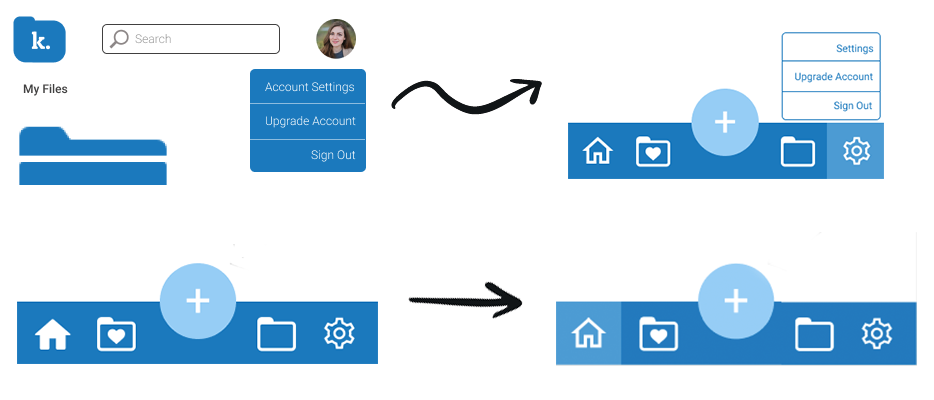 k.
Search
My Files
Account Settings
Upgrade Account
Sign Out
Settings
Upgrade Account
Sign Out